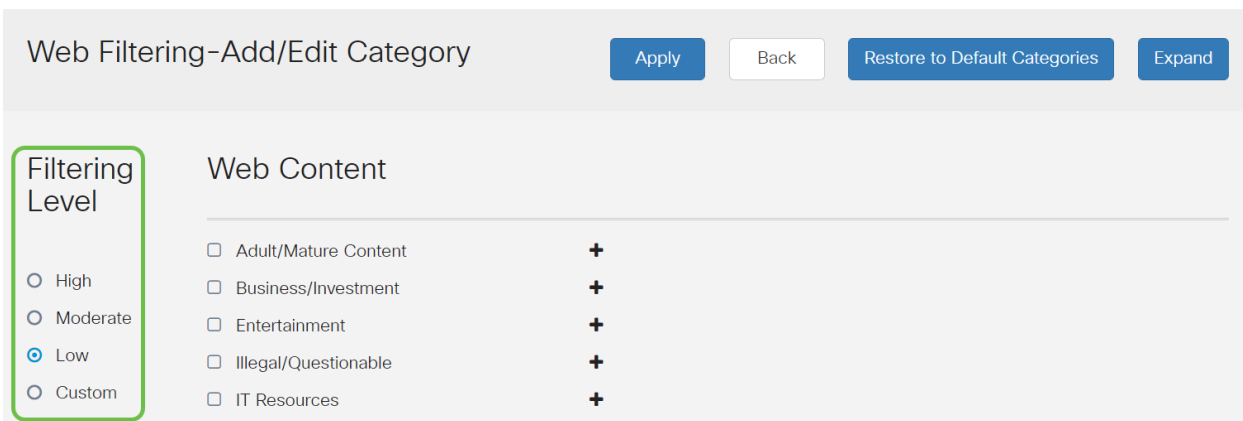 Web Filtering-Add/Edit Category
Apply
Back
Restore to Default Categories
Expand
Filtering
Level
High
Moderate
Low
Custom
Web Content
Adult/Mature Content
Business/Investment
Entertainment
Illegal/Questionable
IT Resources